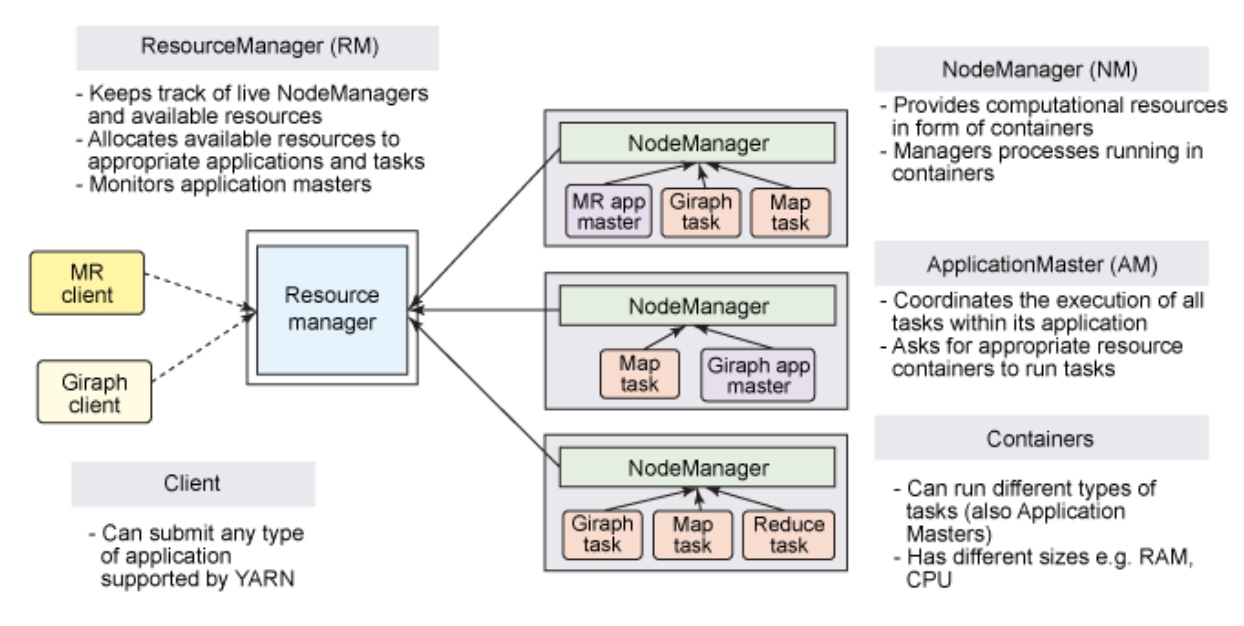 ResourceManager (RM)
- Keeps track of live NodeManagers
and available resources
- Allocates available resources to
appropriate applications and tasks
- Monitors application masters
MR
client
Giraph
client
Resource
manager
Client
- Can submit any type
of application
supported by YARN
NodeManager
MR app
master
Giraph
task
Map
task
NodeManager
Map
task
Giraph app
master
NodeManager
Giraph
task
Map
task
Reduce
task
NodeManager (NM)
- Provides computational resources
in form of containers
- Managers processes running in
containers
ApplicationMaster (AM)
- Coordinates the execution of all
tasks within its application
- Asks for appropriate resource
containers to run tasks
Containers
- Can run different types of
tasks (also Application
Masters)
- Has different sizes e.g. RAM,
CPU